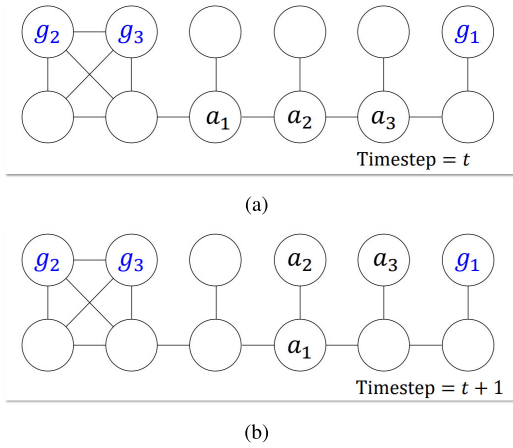 g₂ g₃ g₁
a₁ a₂ a₃
Timestep = t
(a)
g₂ g₃ a₂ a₃ g₁
a₁
Timestep = t + 1
(b)